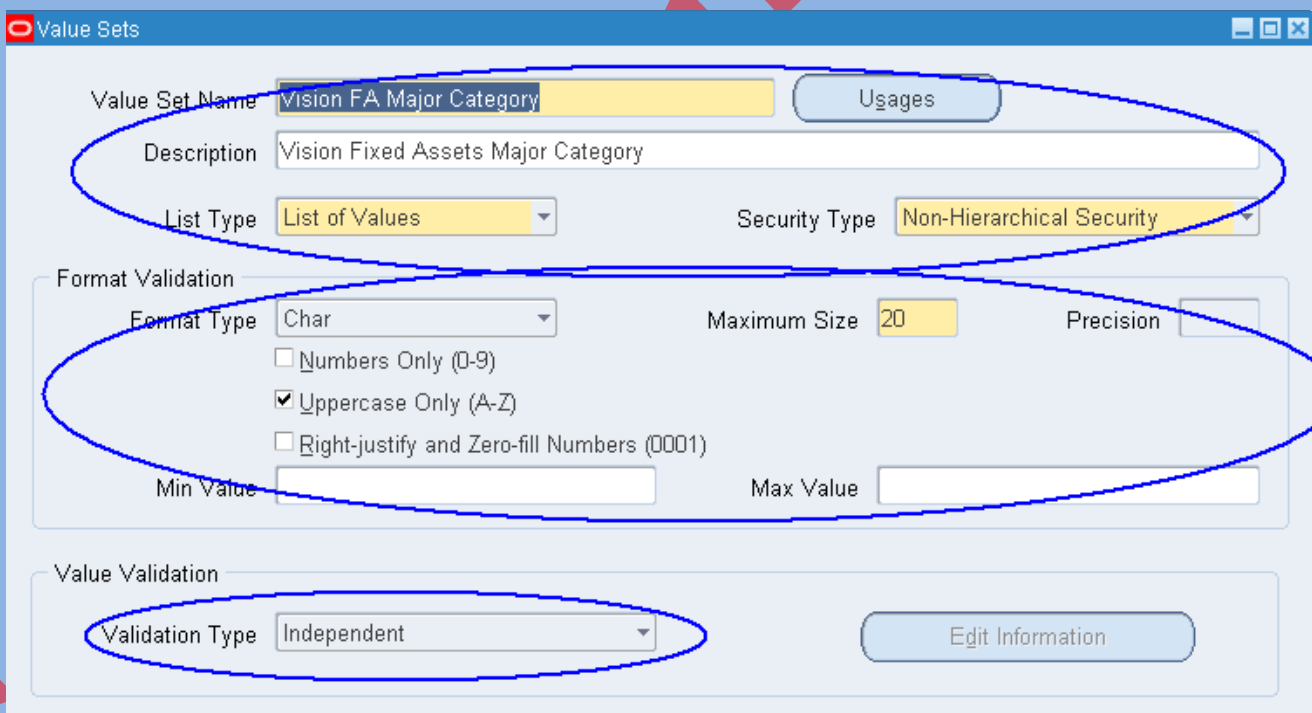 Value Sets
Value Set Name Vision FA Major Category Usages
Description Vision Fixed Assets Major Category
List Type List of Values Security Type Non-Hierarchical Security
Format Validation
Format Type Char Maximum Size 20 Precision
Numbers Only (0-9)
Uppercase Only (A-Z)
Right-justify and Zero-fill Numbers (0001)
Min Value Max Value
Value Validation
Validation Type Independent Edit Information